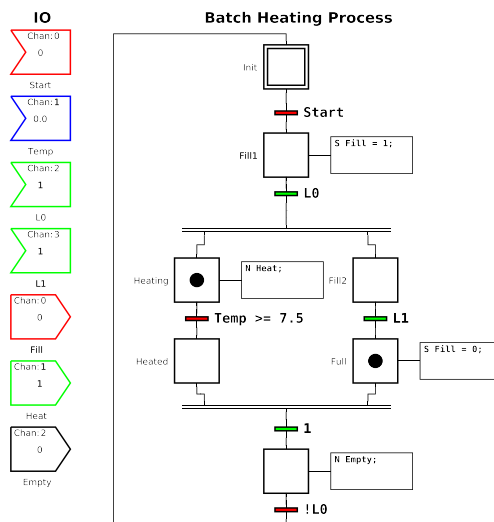 IO
Chan:0
0
Start
Chan:1
0.0
Temp
Chan:2
1
L0
Chan:3
1
L1
Chan:0
0
Fill
Chan:1
1
Heat
Chan:2
0
Empty
Batch Heating Process
Init
Start
Fill1
S Fill = 1;
L0
Heating
N Heat;
Fill2
Temp >= 7.5
L1
Heated
Full
S Fill = 0;
1
N Empty;
!L0